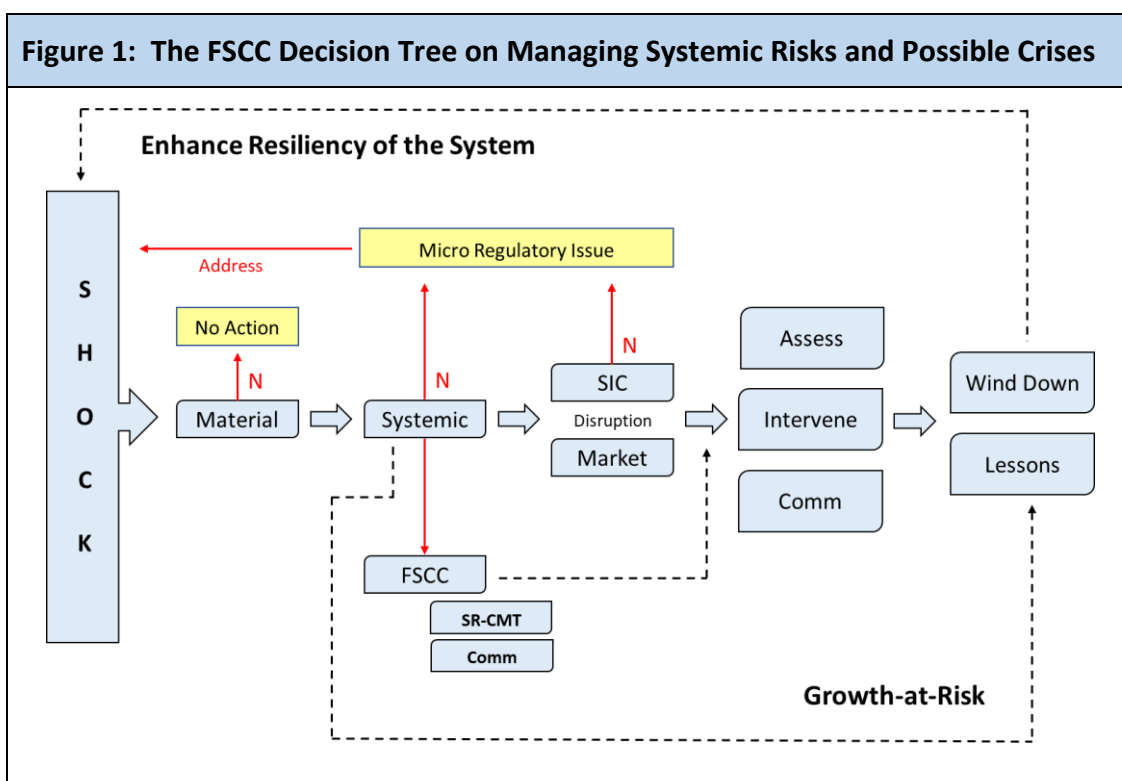 Figure 1:  The FSCC Decision Tree on Managing Systemic Risks and Possible Crises
Enhance Resiliency of the System
S
H
O
C
K
Micro Regulatory Issue
Address
No Action
N
N
N
Material
Systemic
SIC
Disruption
Market
Assess
Intervene
Comm
Wind Down
Lessons
FSCC
SR-CMT
Comm
Growth-at-Risk